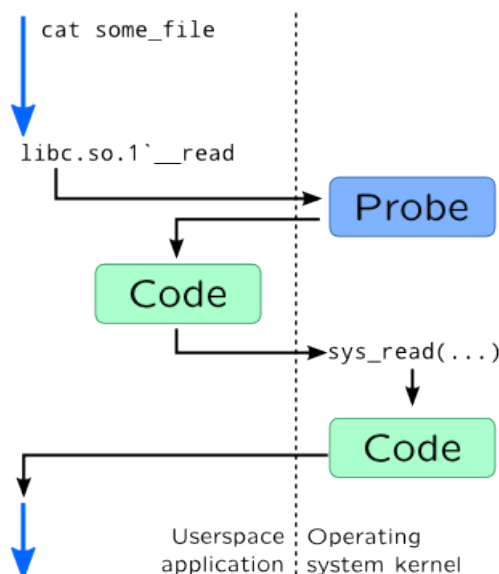 cat some_file
libc.so.1`__read
Probe
Code
sys_read(...)
Code
Userspace
application
Operating
system kernel